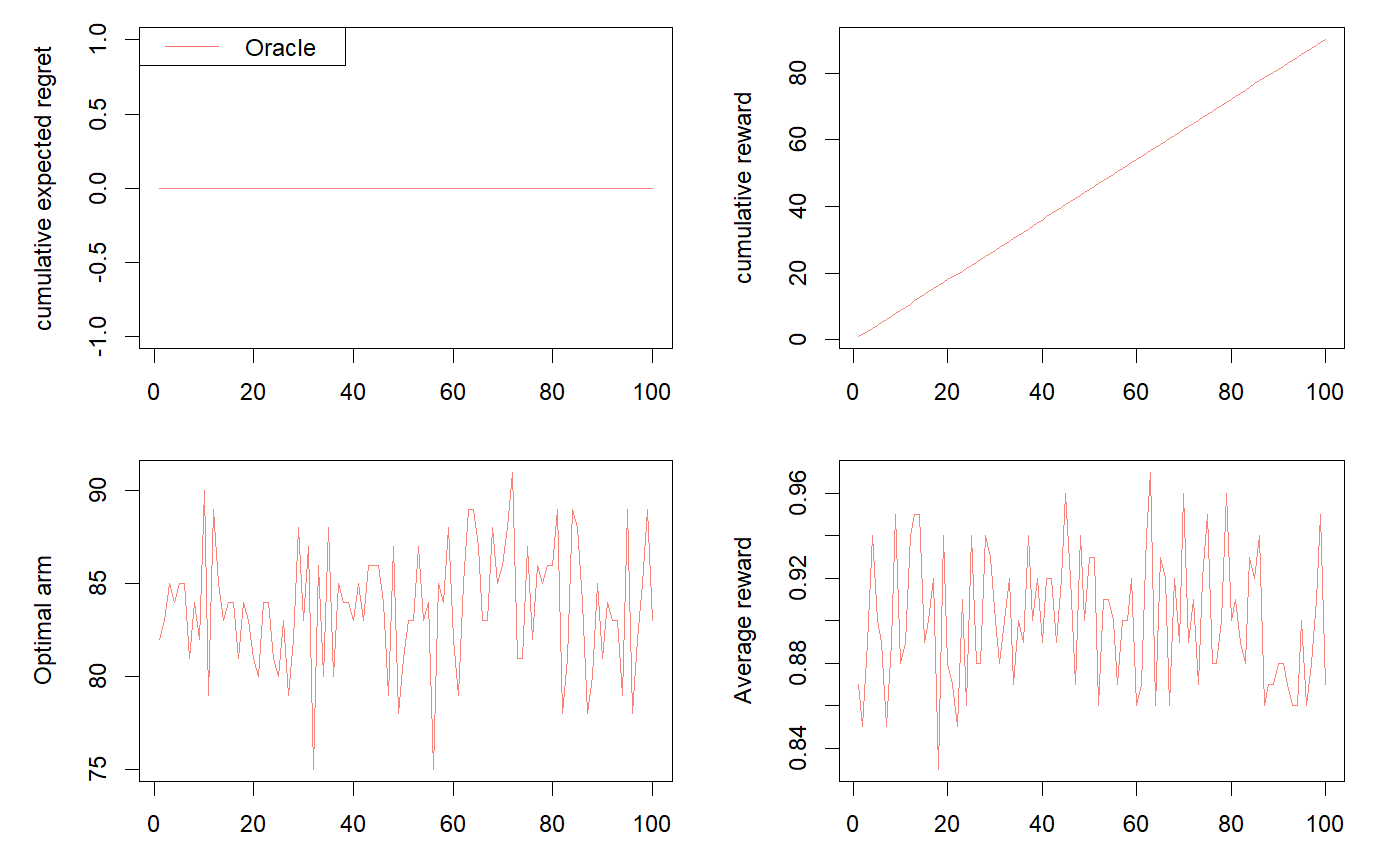 Oracle
cumulative expected regret
1.0
0.5
0.0
-0.5
-1.0
0 20 40 60 80 100
cumulative reward
80
60
40
20
0
0 20 40 60 80 100
Optimal arm
90
85
80
75
0 20 40 60 80 100
Average reward
0.96
0.92
0.88
0.84
0 20 40 60 80 100